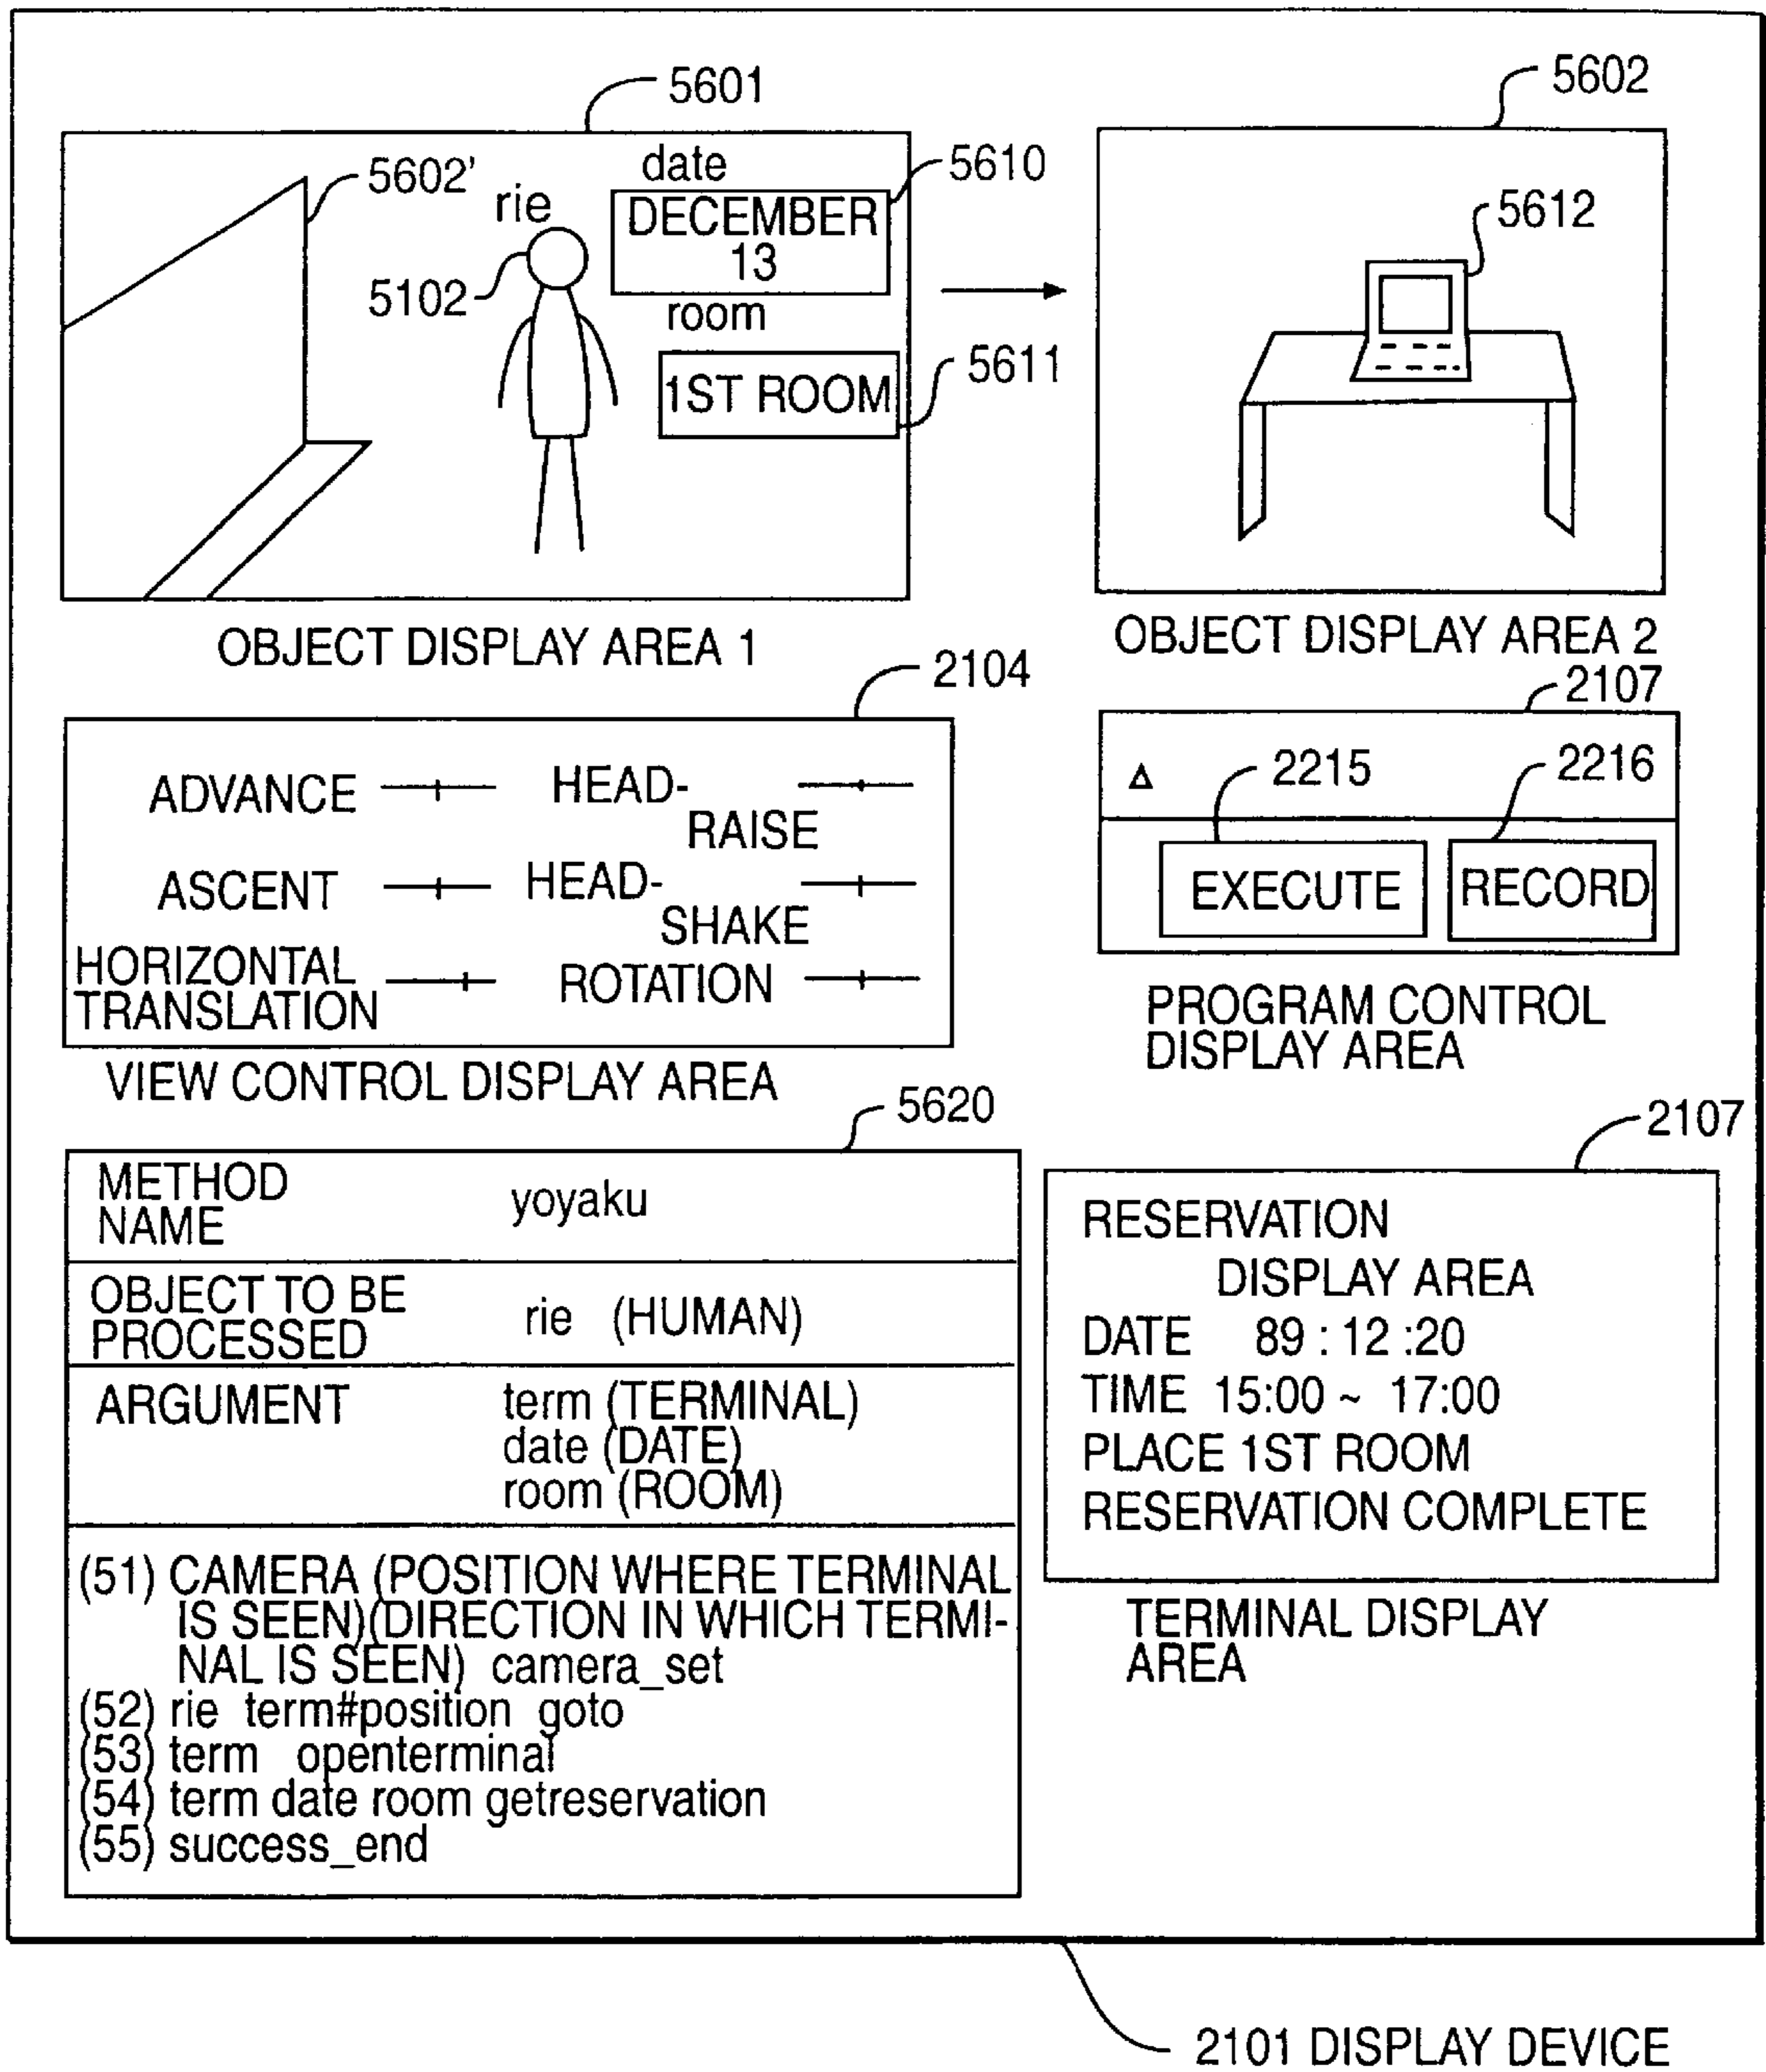 5601
5602
5602'
date
5610
rie
DECEMBER
13
5612
5102
room
5611
1ST ROOM
OBJECT DISPLAY AREA 1
OBJECT DISPLAY AREA 2
2104
2107
ADVANCE
HEAD-
RAISE
ASCENT
HEAD-
SHAKE
HORIZONTAL
TRANSLATION
ROTATION
2215
2216
EXECUTE
RECORD
VIEW CONTROL DISPLAY AREA
PROGRAM CONTROL
DISPLAY AREA
5620
METHOD
NAME
yoyaku
OBJECT TO BE
PROCESSED
rie (HUMAN)
ARGUMENT
term (TERMINAL)
date (DATE)
room (ROOM)
(51) CAMERA (POSITION WHERE TERMINAL
IS SEEN)(DIRECTION IN WHICH TERMI-
NAL IS SEEN) camera_set
(52) rie term#position goto
(53) term openterminal
(54) term date room getreservation
(55) success_end
2107
RESERVATION
DISPLAY AREA
DATE 89 : 12 :20
TIME 15:00 ~ 17:00
PLACE 1ST ROOM
RESERVATION COMPLETE
TERMINAL DISPLAY
AREA
2101 DISPLAY DEVICE